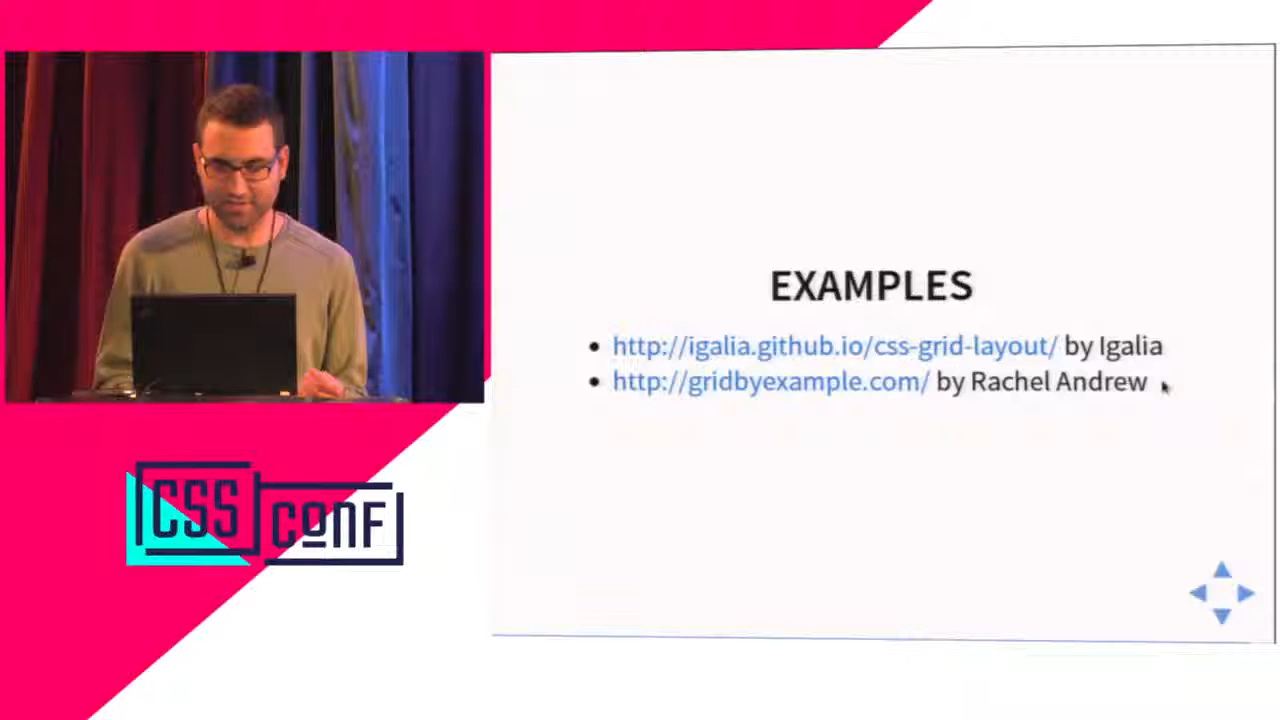 EXAMPLES
http://igalia.github.io/css-grid-layout/ by Igalia
http://gridbyexample.com/ by Rachel Andrew
CSS
CONF